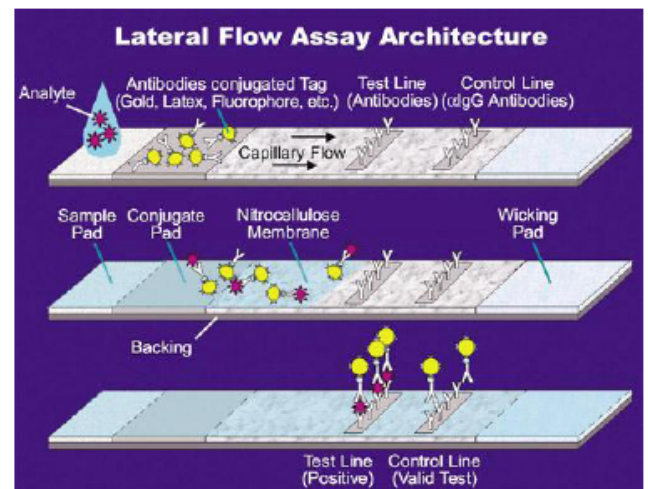 Lateral Flow Assay Architecture
Analyte
Antibodies conjugated Tag
(Gold, Latex, Fluorophore, etc.)
Test Line
(Antibodies)
Control Line
(αIgG Antibodies)
Capillary Flow
Sample
Pad
Conjugate
Pad
Nitrocellulose
Membrane
Wicking
Pad
Backing
Test Line
(Positive)
Control Line
(Valid Test)